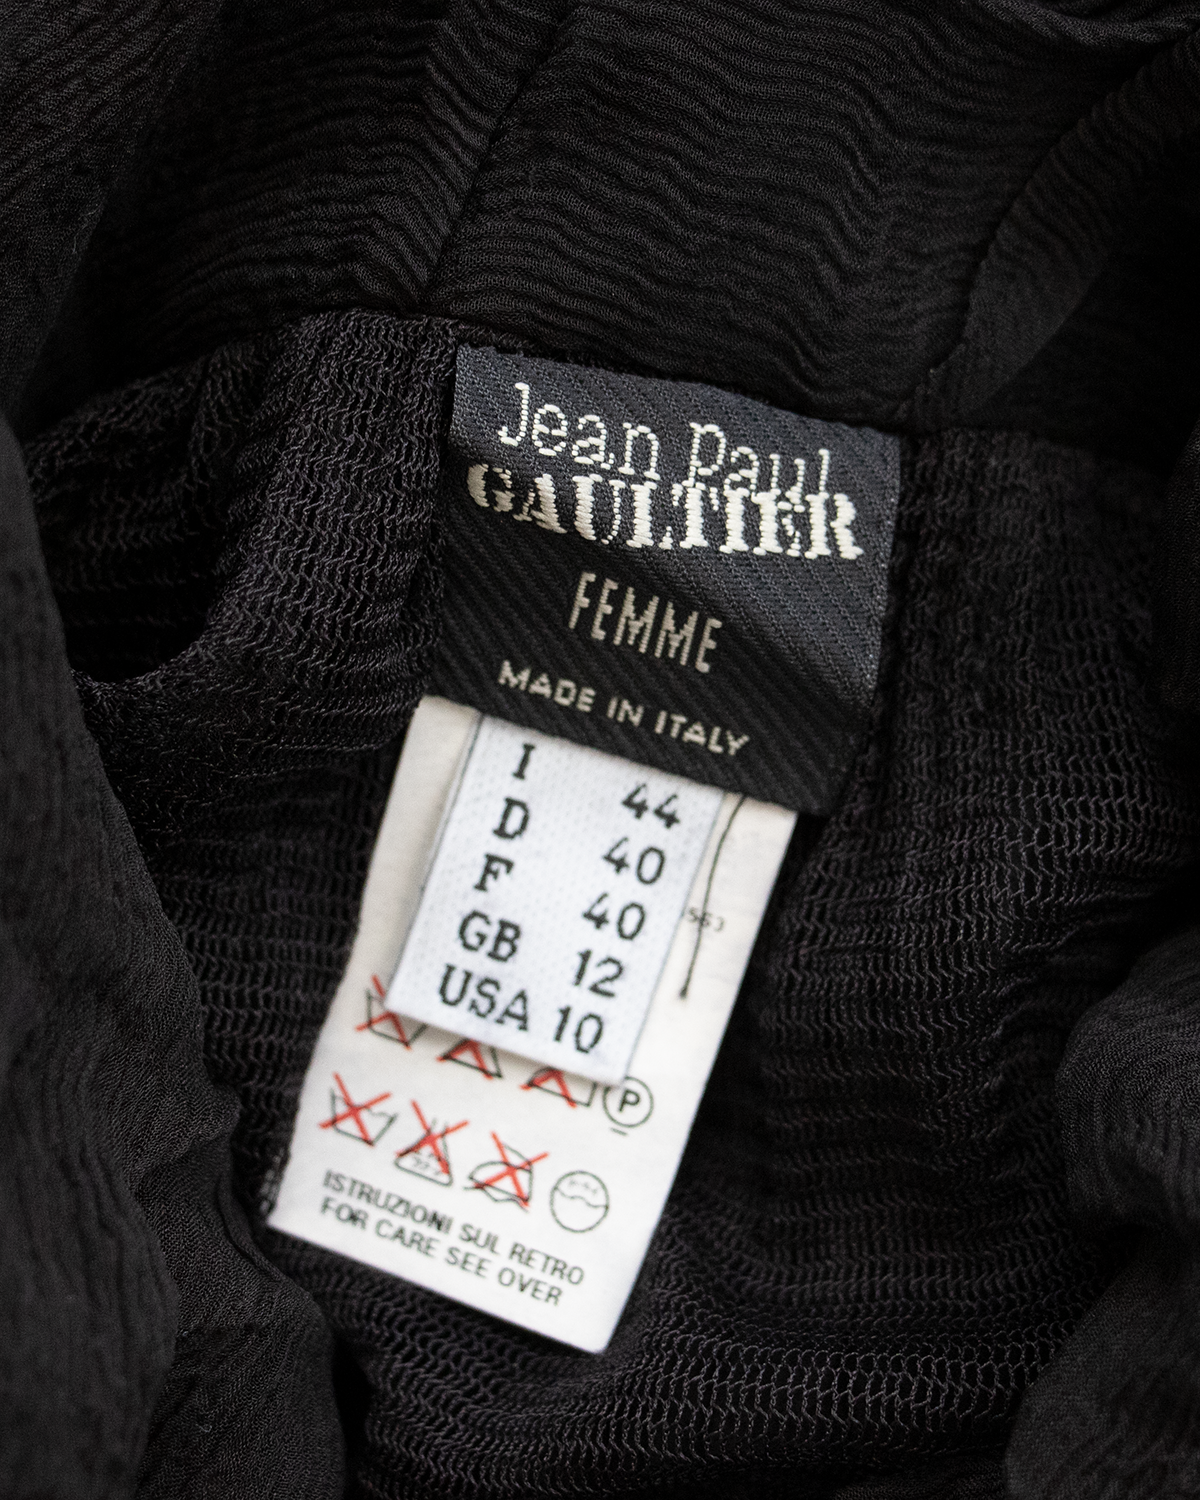 Jean Paul
GAULTIER
FEMME
MADE IN ITALY
I 44
D 40
F 40
GB 12
USA 10
P
ISTRUZIONI SUL RETRO
FOR CARE SEE OVER